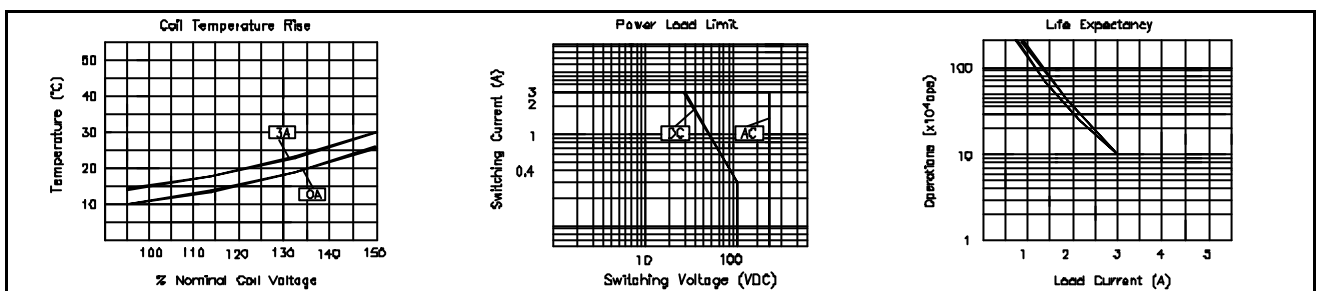 Coil Temperature Rise
Temperature (°C)
50
40
30
20
10
3A
0A
100 110 120 130 140 150
% Nominal Coil Voltage
Power Load Limit
Switching Current (A)
3
2
1
0.4
DC
AC
10 100
Switching Voltage (VDC)
Life Expectancy
Operations (x10⁴ops)
100
10
1
1 2 3 4 5
Load Current (A)